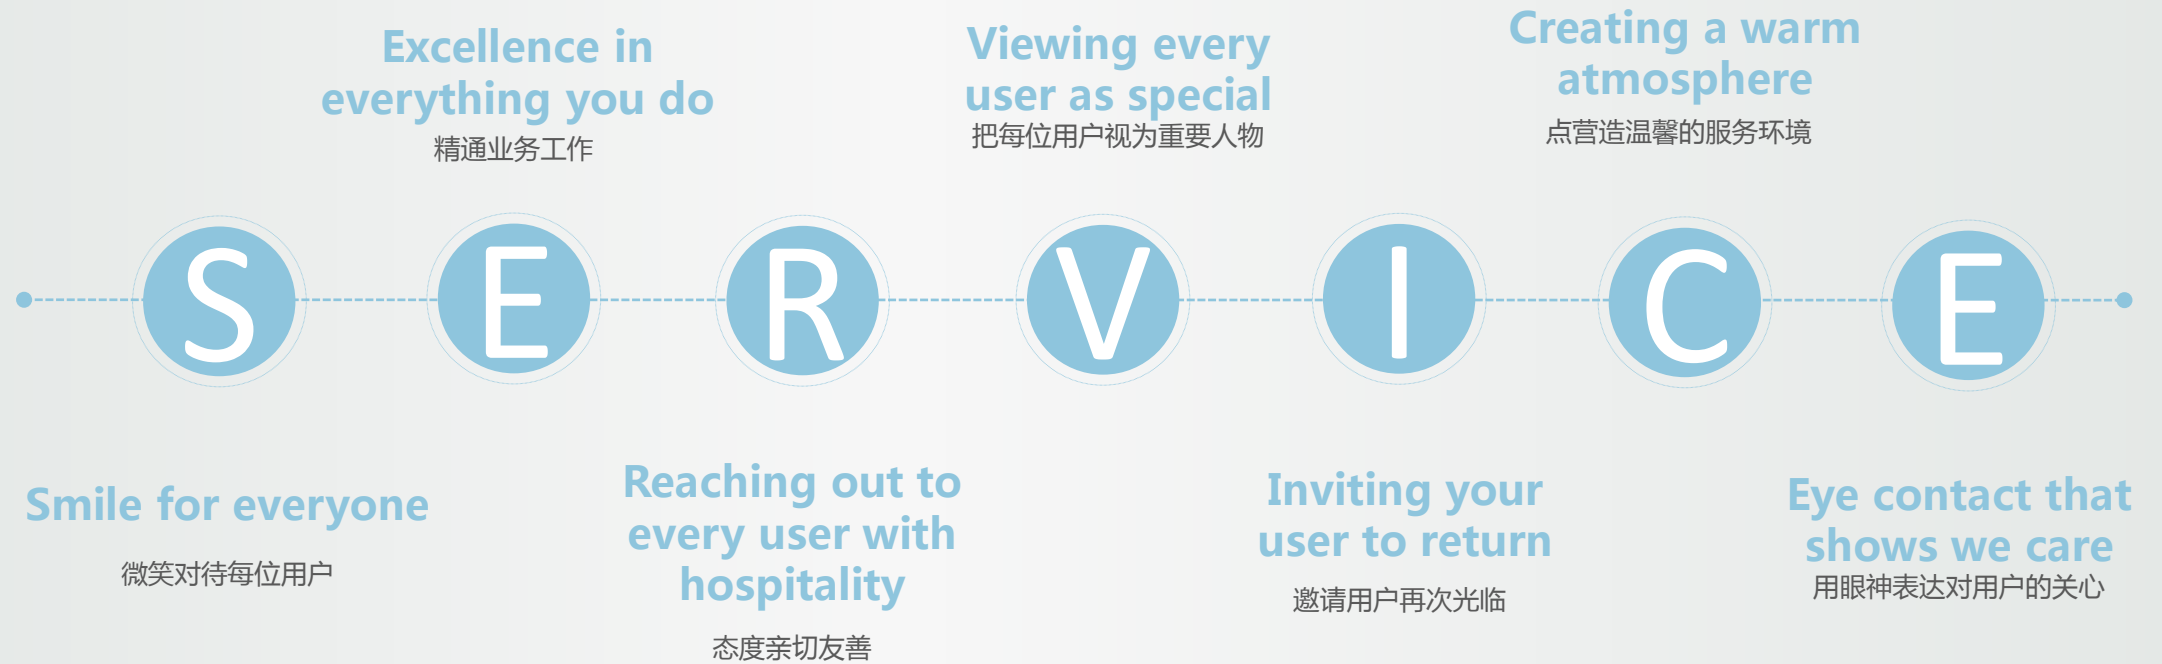 Excellence in
everything you do
精通业务工作
Viewing every
user as special
把每位用户视为重要人物
Creating a warm
atmosphere
点营造温馨的服务环境
S E R V I C E
Smile for everyone
微笑对待每位用户
Reaching out to
every user with
hospitality
态度亲切友善
Inviting your
user to return
邀请用户再次光临
Eye contact that
shows we care
用眼神表达对用户的关心